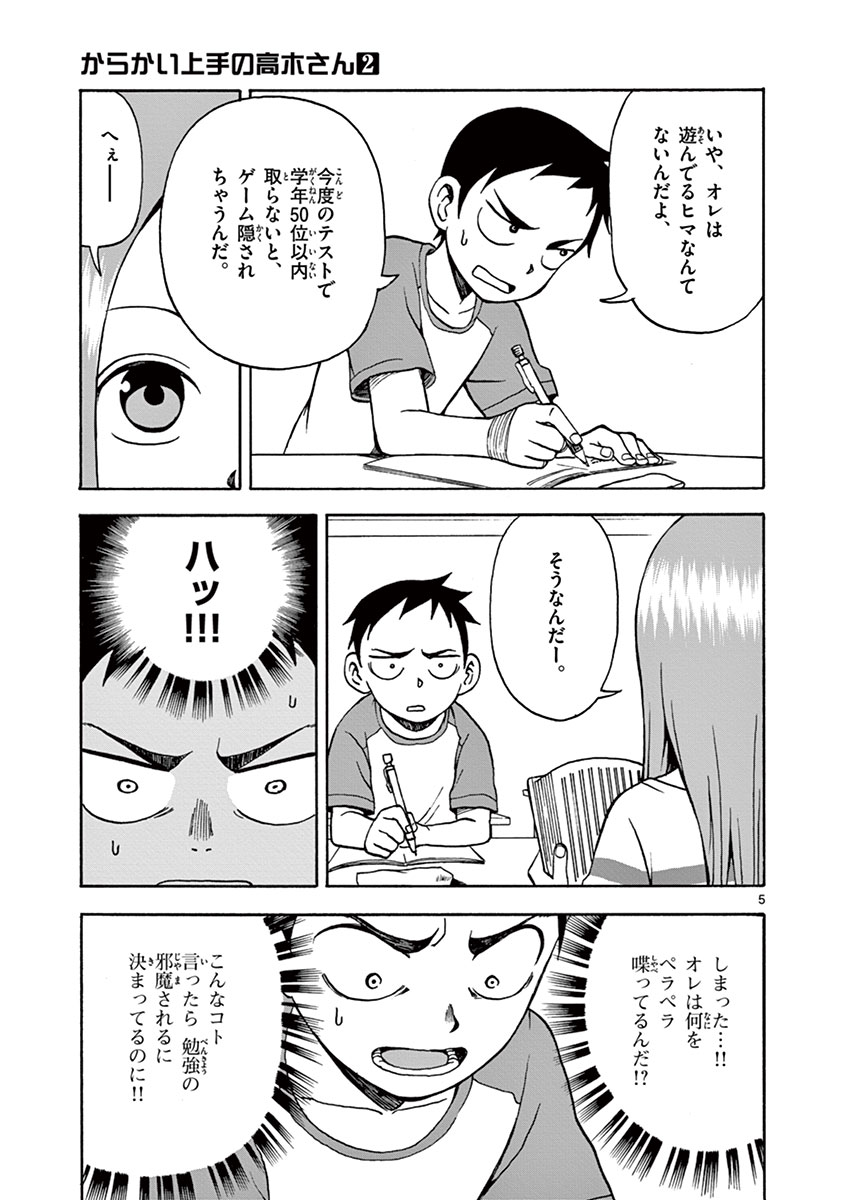 からかい上手の高木さん2
いや、オレは
遊んでるヒマなんて
ないんだよ、
今度のテストで
学年50位以内
取らないと、
ゲーム隠され
ちゃうんだ。
へぇー
そうなんだー。
ハッ!!!
5
しまった…!!
オレは何を
ペラペラ
喋ってるんだ!?
こんなコト
言ったら 勉強の
邪魔されるに
決まってるのに!!